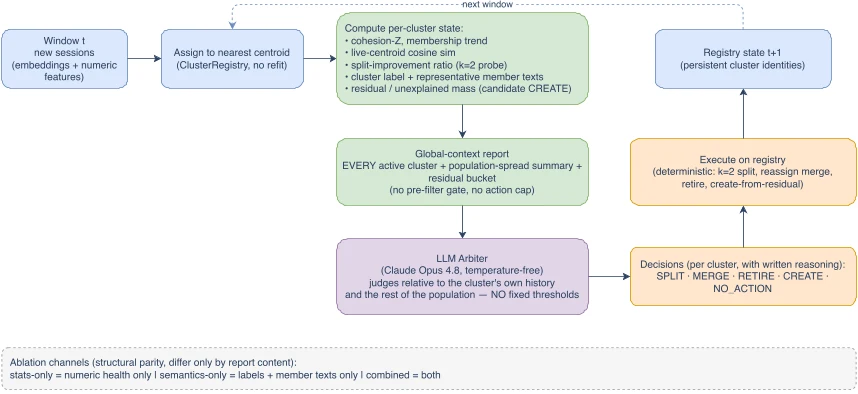 next window
Window t
new sessions
(embeddings + numeric
features)
Assign to nearest centroid
(ClusterRegistry, no refit)
Compute per-cluster state:
• cohesion-Z, membership trend
• live-centroid cosine sim
• split-improvement ratio (k=2 probe)
• cluster label + representative member texts
• residual / unexplained mass (candidate CREATE)
Registry state t+1
(persistent cluster identities)
Global-context report
EVERY active cluster + population-spread summary +
residual bucket
(no pre-filter gate, no action cap)
Execute on registry
(deterministic: k=2 split, reassign merge,
retire, create-from-residual)
LLM Arbiter
(Claude Opus 4.8, temperature-free)
judges relative to the cluster's own history
and the rest of the population — NO fixed thresholds
Decisions (per cluster, with written reasoning):
SPLIT · MERGE · RETIRE · CREATE ·
NO_ACTION
Ablation channels (structural parity, differ only by report content):
stats-only = numeric health only | semantics-only = labels + member texts only | combined = both